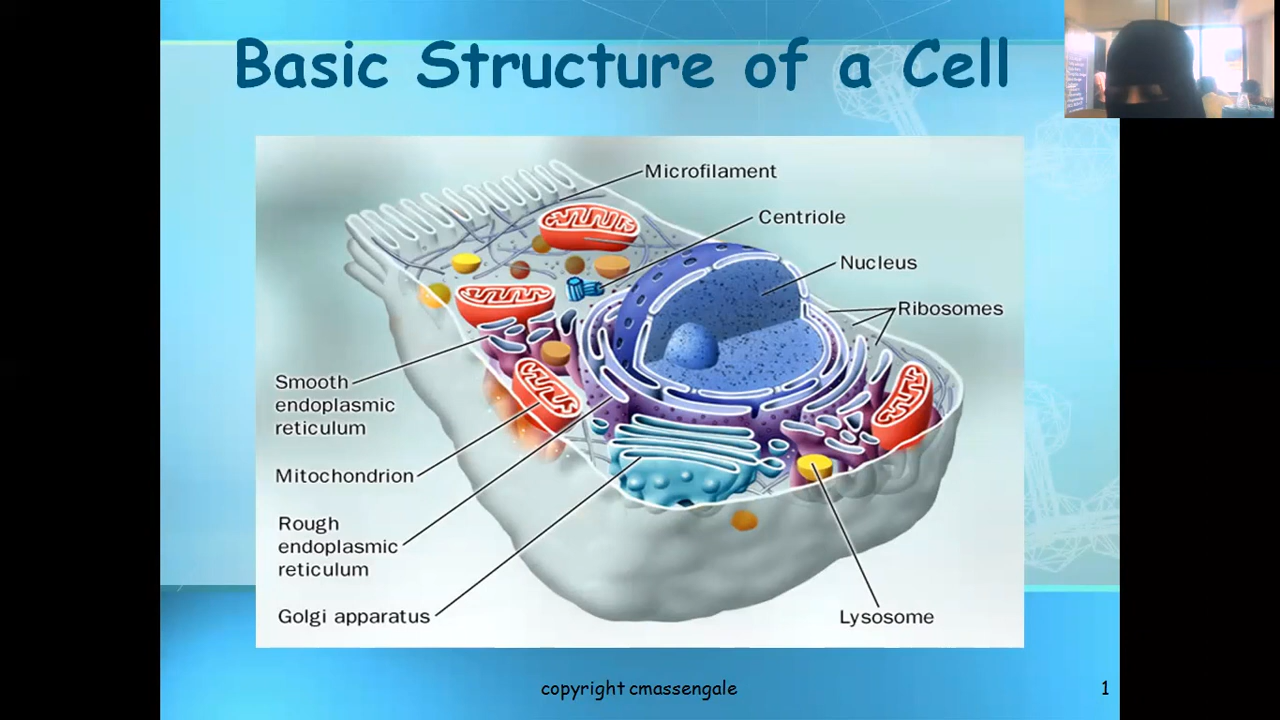 Basic Structure of a Cell
Microfilament
Centriole
Nucleus
Ribosomes
Smooth
endoplasmic
reticulum
Mitochondrion
Rough
endoplasmic
reticulum
Golgi apparatus
Lysosome
copyright cmassengale
1